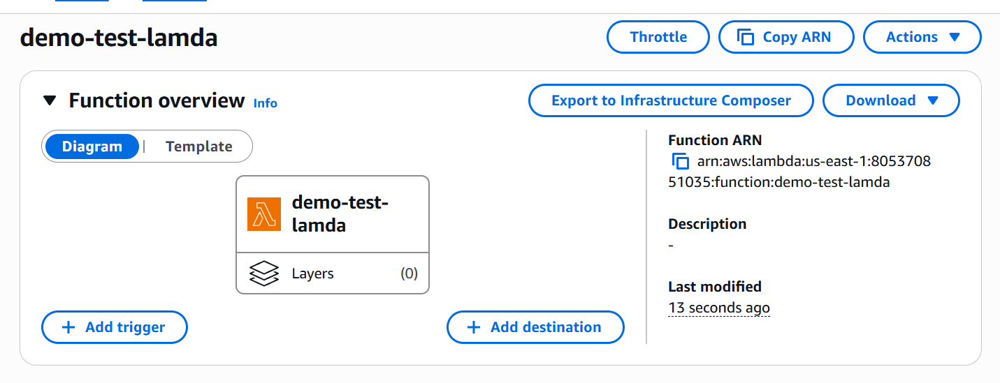 demo-test-lamda
Throttle
Copy ARN
Actions
Function overview Info
Export to Infrastructure Composer
Download
Diagram | Template
demo-test-
lamda
Layers (0)
+ Add trigger
+ Add destination
Function ARN
arn:aws:lambda:us-east-1:8053708
51035:function:demo-test-lamda
Description
-
Last modified
13 seconds ago